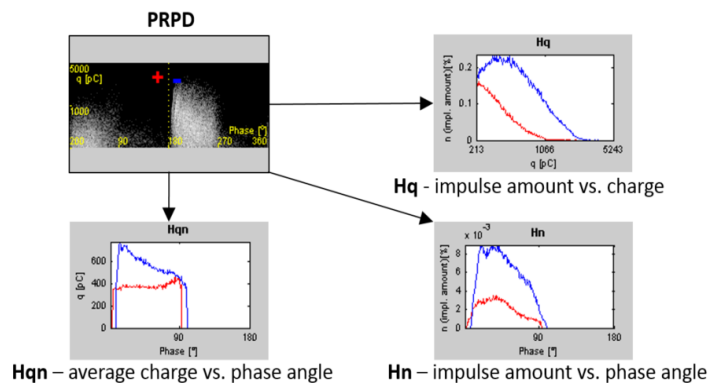 PRPD
5000
q [pC]
1000
Phase [º]
90
180
270
360
Hq
n (impl. amount)[%]
0.2
0.1
0
213
1066
5243
q [pC]
Hq - impulse amount vs. charge
Hqn
q [pC]
600
400
200
0
90
180
Phase [º]
Hn
x 10⁻³
n (impl. amount)[%]
8
6
4
2
0
90
180
Phase [º]
Hqn – average charge vs. phase angle
Hn – impulse amount vs. phase angle